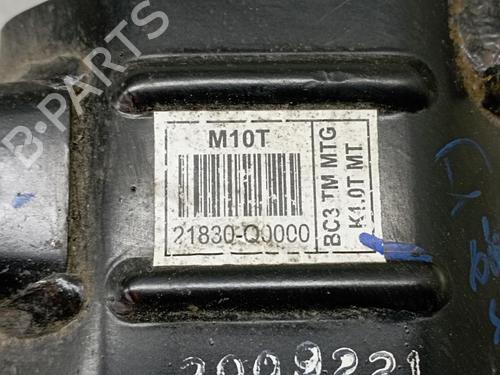 B-PARTS
M10T
21830-Q0000
BC3 TM MTG
K1.0T MT